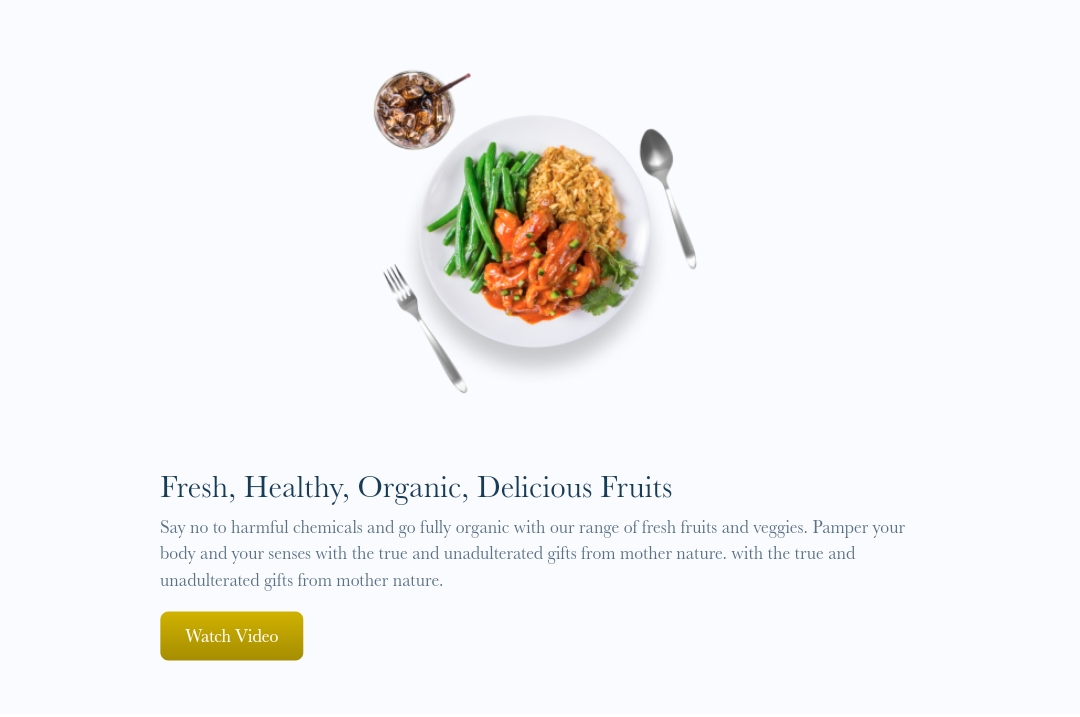 Fresh, Healthy, Organic, Delicious Fruits
Say no to harmful chemicals and go fully organic with our range of fresh fruits and veggies. Pamper your
body and your senses with the true and unadulterated gifts from mother nature. with the true and
unadulterated gifts from mother nature.
Watch Video